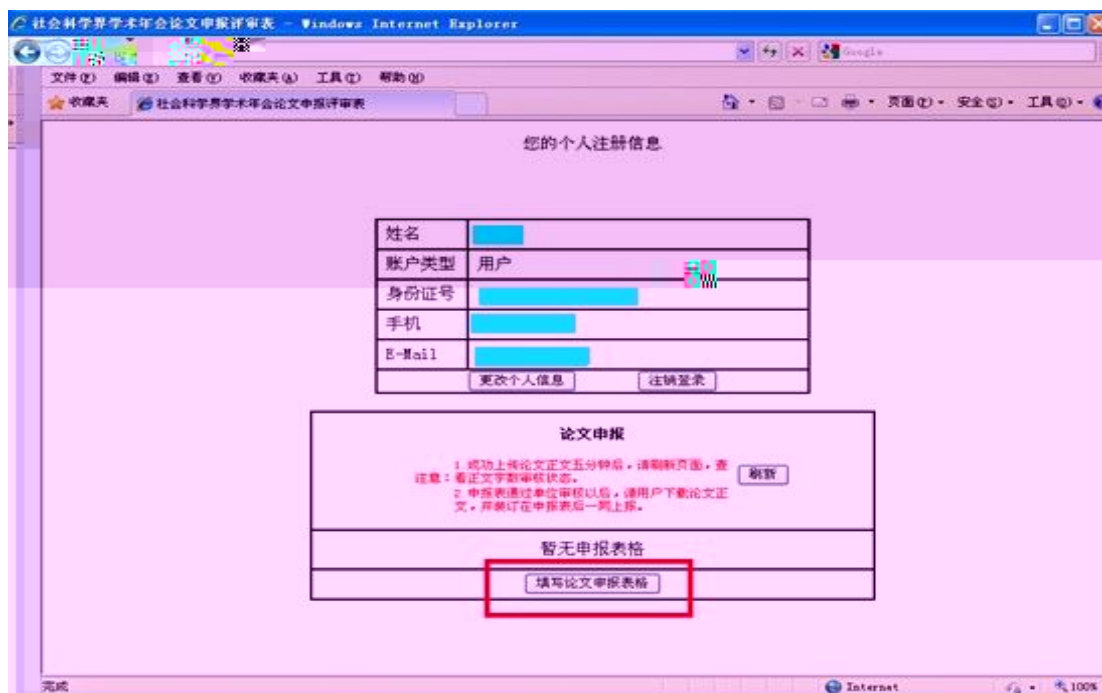 社会科学界学术年会论文申报评审表 - Windows Internet Explorer
Google
文件(F) 编辑(E) 查看(V) 收藏夹(A) 工具(T) 帮助(H)
收藏夹 社会科学界学术年会论文申报评审表 页面(P) 安全(S) 工具(O)
您的个人注册信息
姓名
账户类型 用户
身份证号
手机
E-Mail
更改个人信息 注销登录
论文申报
1 成功上传论文正文五分钟后，请刷新页面，查
注意：看正文字数审核状态。 刷新
2 申报表通过单位审核以后，请用户下载论文正
文，并装订在申报表后一同上报。
暂无申报表格
填写论文申报表格
完成 Internet 100%